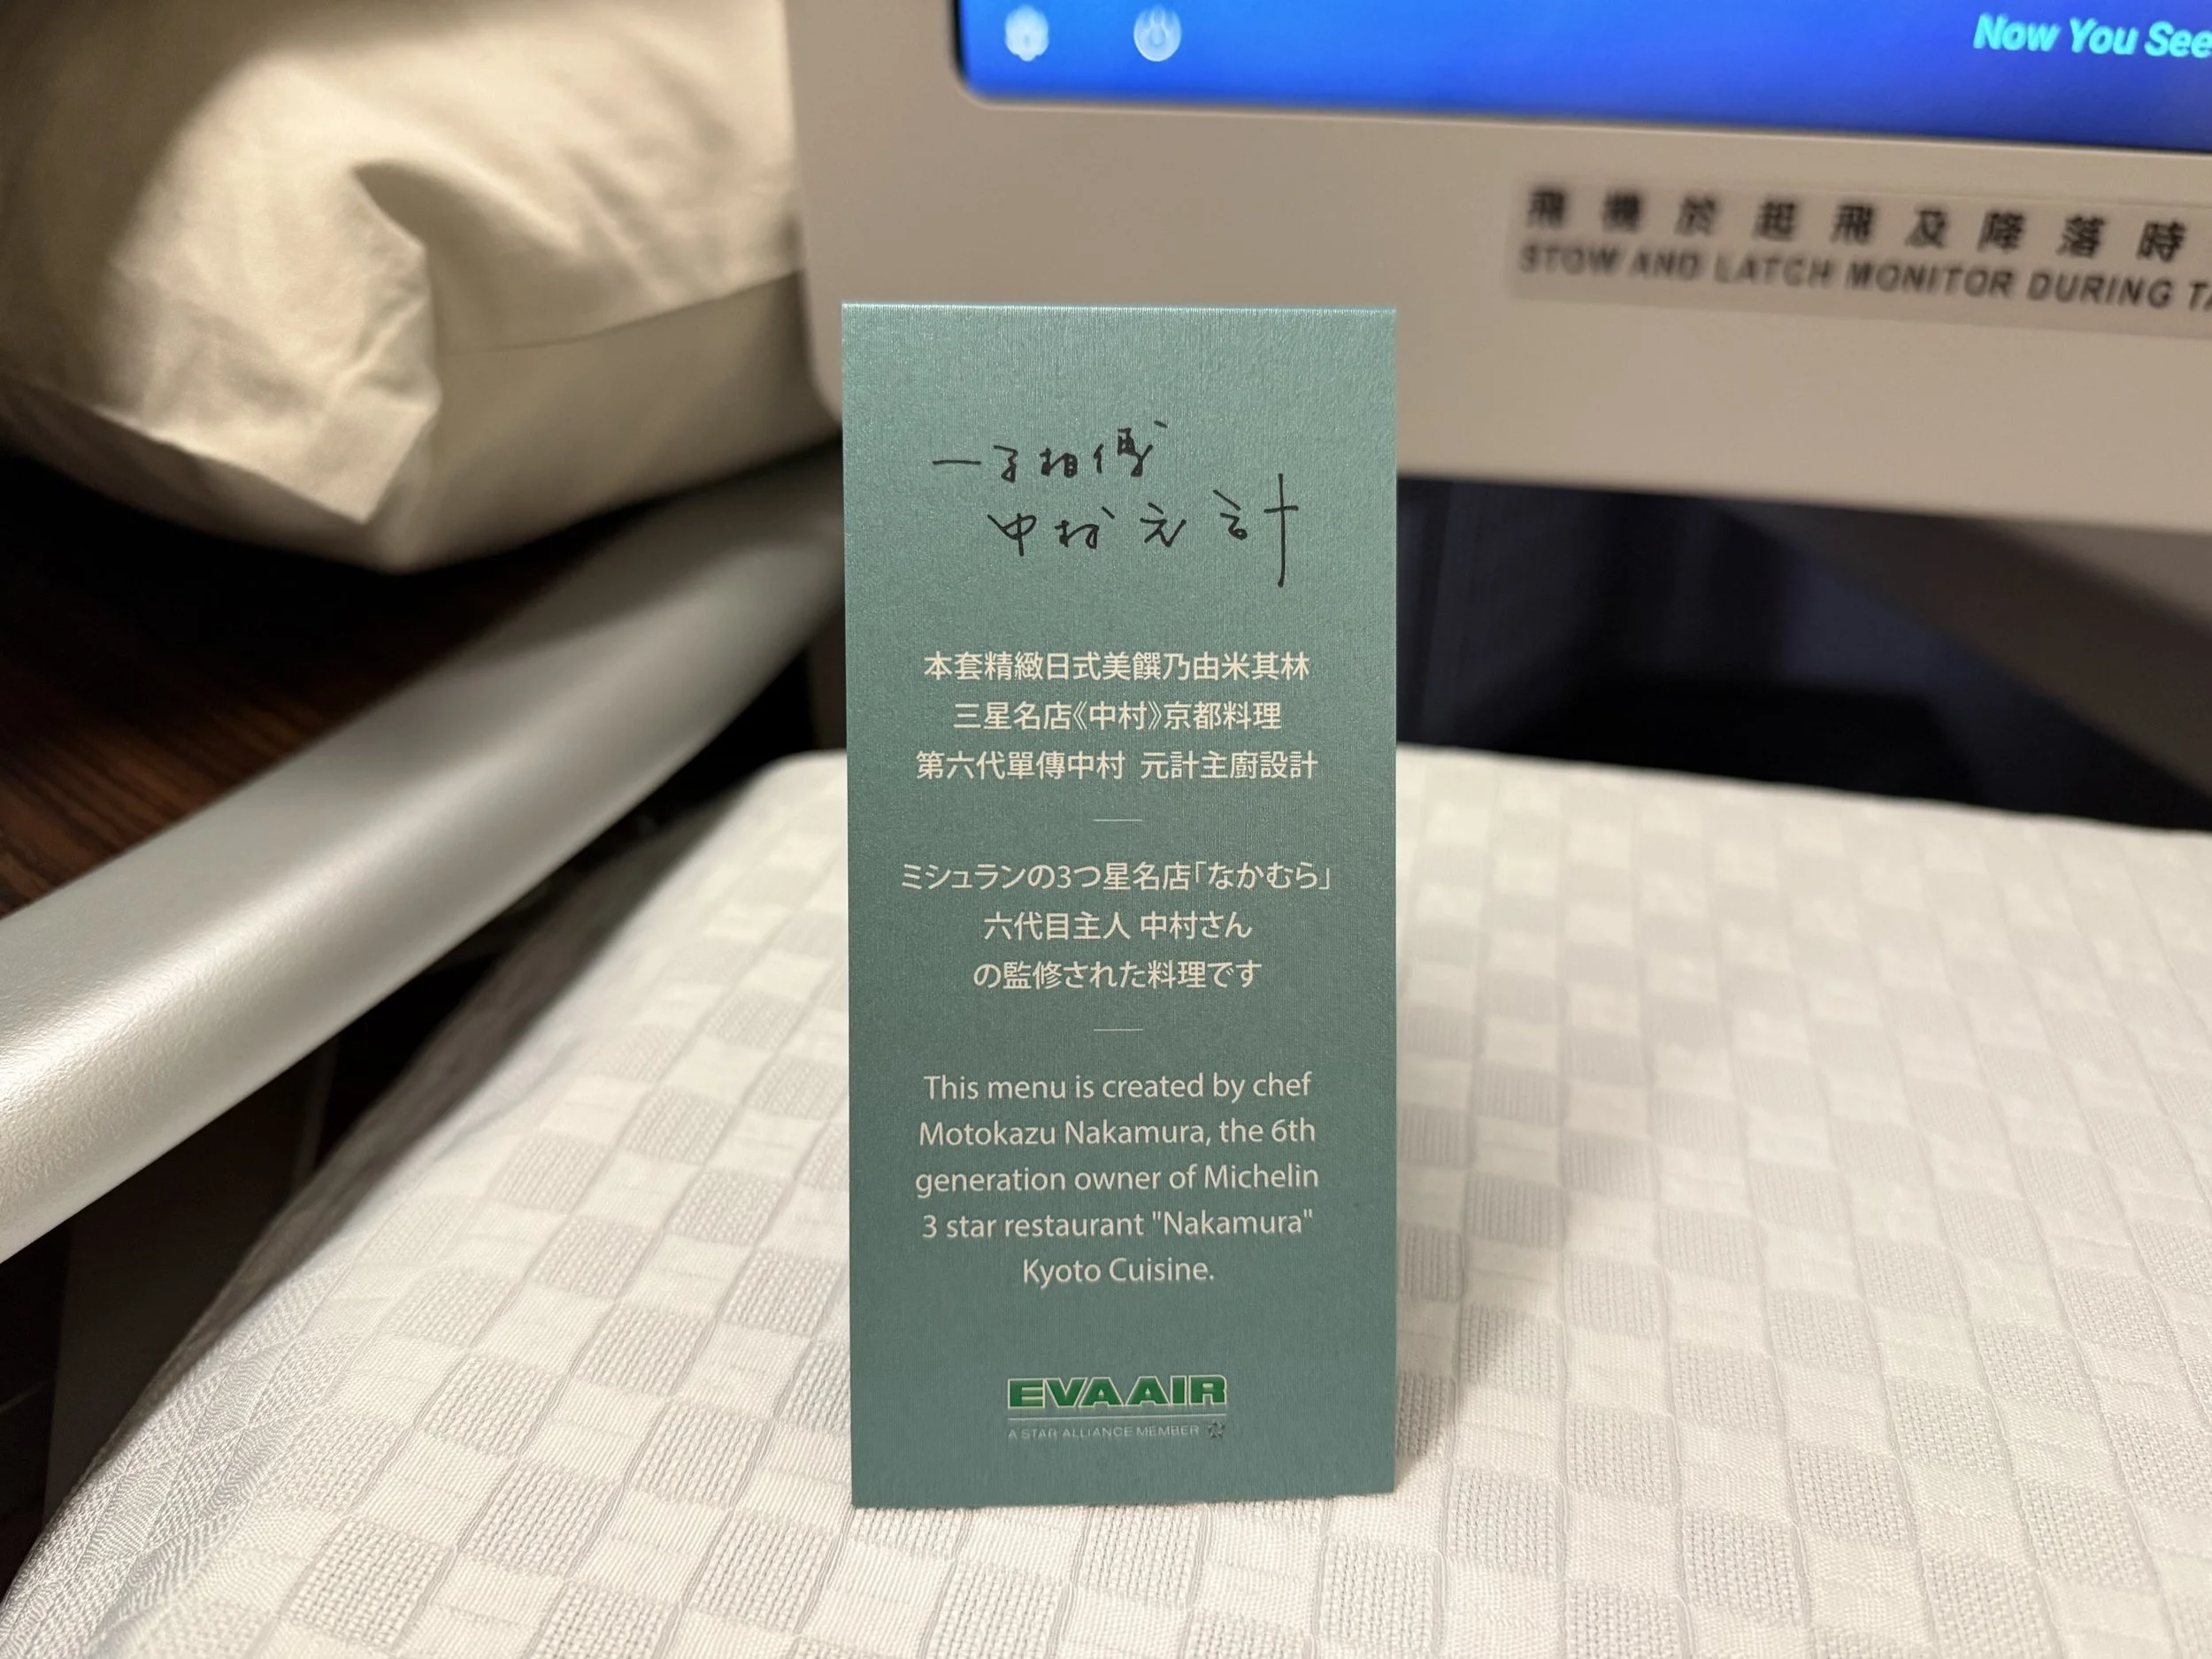 Now You See
飛機於起飛及降落時
STOW AND LATCH MONITOR DURING TA
一子相傳
中村元計
本套精緻日式美饌乃由米其林
三星名店《中村》京都料理
第六代單傳中村 元計主廚設計
ミシュランの3つ星名店「なかむら」
六代目主人 中村さん
の監修された料理です
This menu is created by chef
Motokazu Nakamura, the 6th
generation owner of Michelin
3 star restaurant "Nakamura"
Kyoto Cuisine.
EVA AIR
A STAR ALLIANCE MEMBER